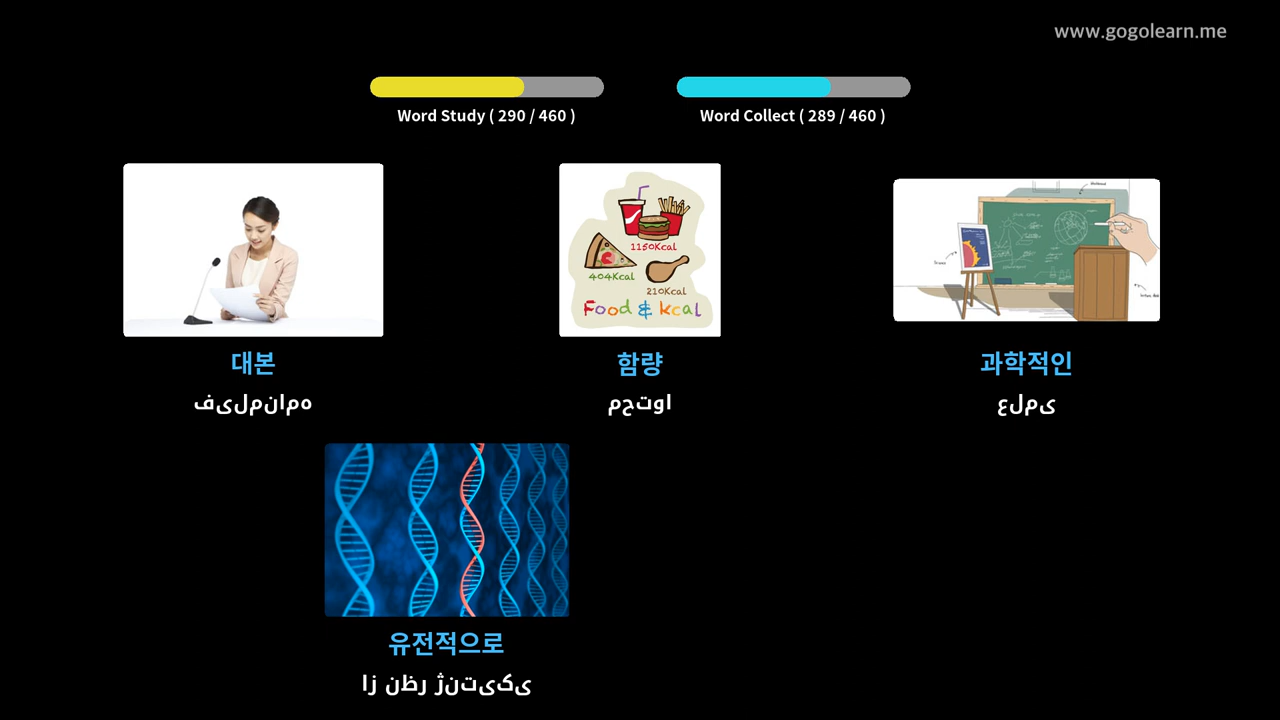 www.gogolearn.me
Word Study ( 290 / 460 )
Word Collect ( 289 / 460 )
1150Kcal
404Kcal
210Kcal
Food & kcal
대본
فیلمنامه
함량
محتوا
과학적인
علمی
유전적으로
از نظر ژنتیکی